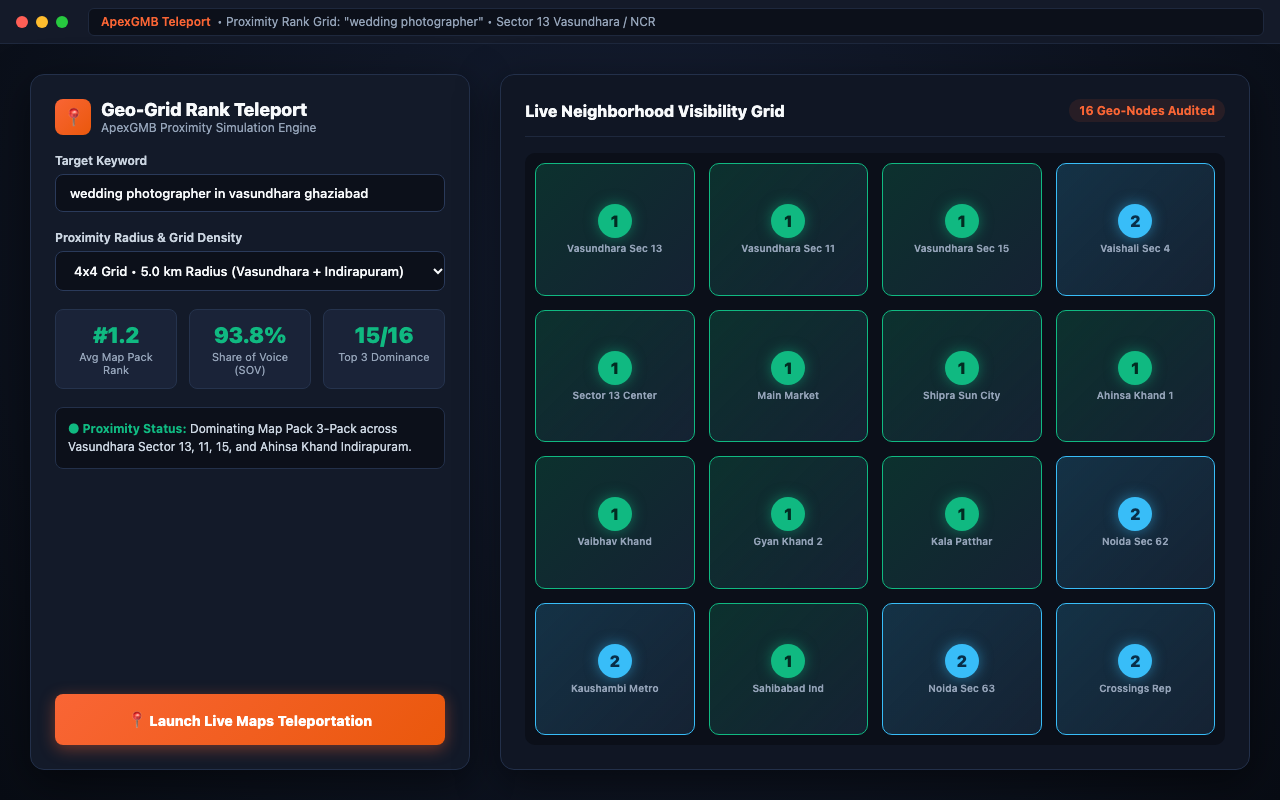 ApexGMB Teleport • Proximity Rank Grid: "wedding photographer" • Sector 13 Vasundhara / NCR
Geo-Grid Rank Teleport
ApexGMB Proximity Simulation Engine
Target Keyword
wedding photographer in vasundhara ghaziabad
Proximity Radius & Grid Density
4x4 Grid • 5.0 km Radius (Vasundhara + Indirapuram)
#1.2
Avg Map Pack
Rank
93.8%
Share of Voice
(SOV)
15/16
Top 3 Dominance
Proximity Status: Dominating Map Pack 3-Pack across
Vasundhara Sector 13, 11, 15, and Ahinsa Khand Indirapuram.
Launch Live Maps Teleportation
Live Neighborhood Visibility Grid
16 Geo-Nodes Audited
1
Vasundhara Sec 13
1
Vasundhara Sec 11
1
Vasundhara Sec 15
2
Vaishali Sec 4
1
Sector 13 Center
1
Main Market
1
Shipra Sun City
1
Ahinsa Khand 1
1
Vaibhav Khand
1
Gyan Khand 2
1
Kala Patthar
2
Noida Sec 62
2
Kaushambi Metro
1
Sahibabad Ind
2
Noida Sec 63
2
Crossings Rep